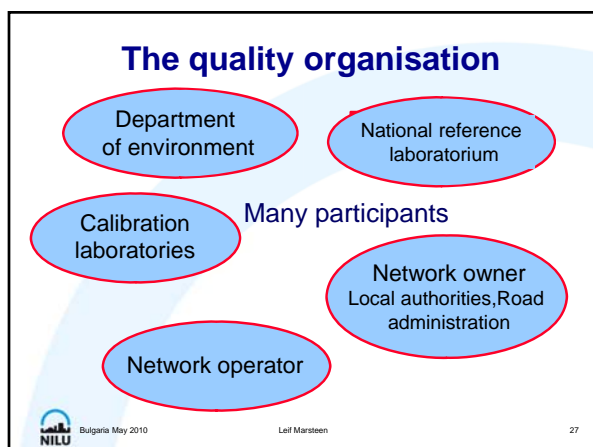 The quality organisation
Department
of environment
National reference
laboratorium
Calibration
laboratories
Many participants
Network owner
Local authorities,Road
administration
Network operator
NILU
Bulgaria May 2010
Leif Marsteen
27